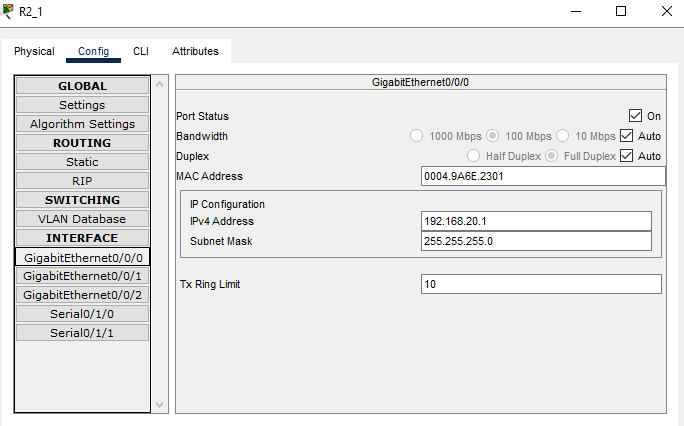 R2_1
Physical Config CLI Attributes
GLOBAL
Settings
Algorithm Settings
ROUTING
Static
RIP
SWITCHING
VLAN Database
INTERFACE
GigabitEthernet0/0/0
GigabitEthernet0/0/1
GigabitEthernet0/0/2
Serial0/1/0
Serial0/1/1
GigabitEthernet0/0/0
Port Status On
Bandwidth 1000 Mbps 100 Mbps 10 Mbps Auto
Duplex Half Duplex Full Duplex Auto
MAC Address 0004.9A6E.2301
IP Configuration
IPv4 Address 192.168.20.1
Subnet Mask 255.255.255.0
Tx Ring Limit 10